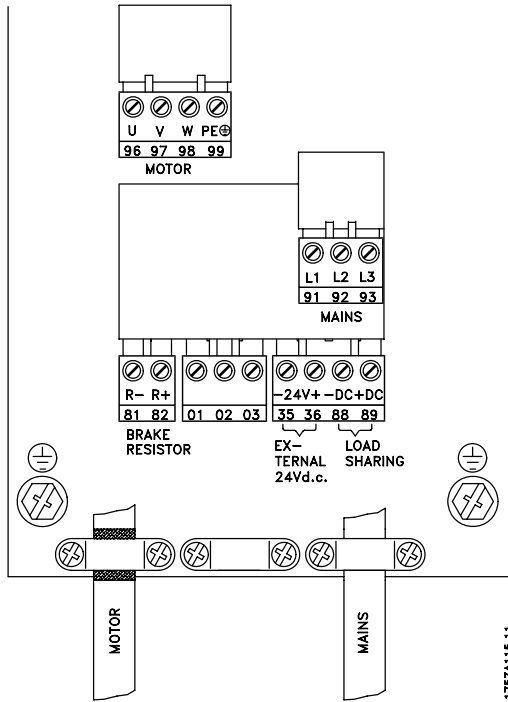 U V W PE
96 97 98 99
MOTOR
L1 L2 L3
91 92 93
MAINS
R– R+ –24V+ –DC+DC
81 82 01 02 03 35 36 88 89
BRAKE
RESISTOR
EX–
TERNAL
24Vd.c.
LOAD
SHARING
MOTOR
MAINS